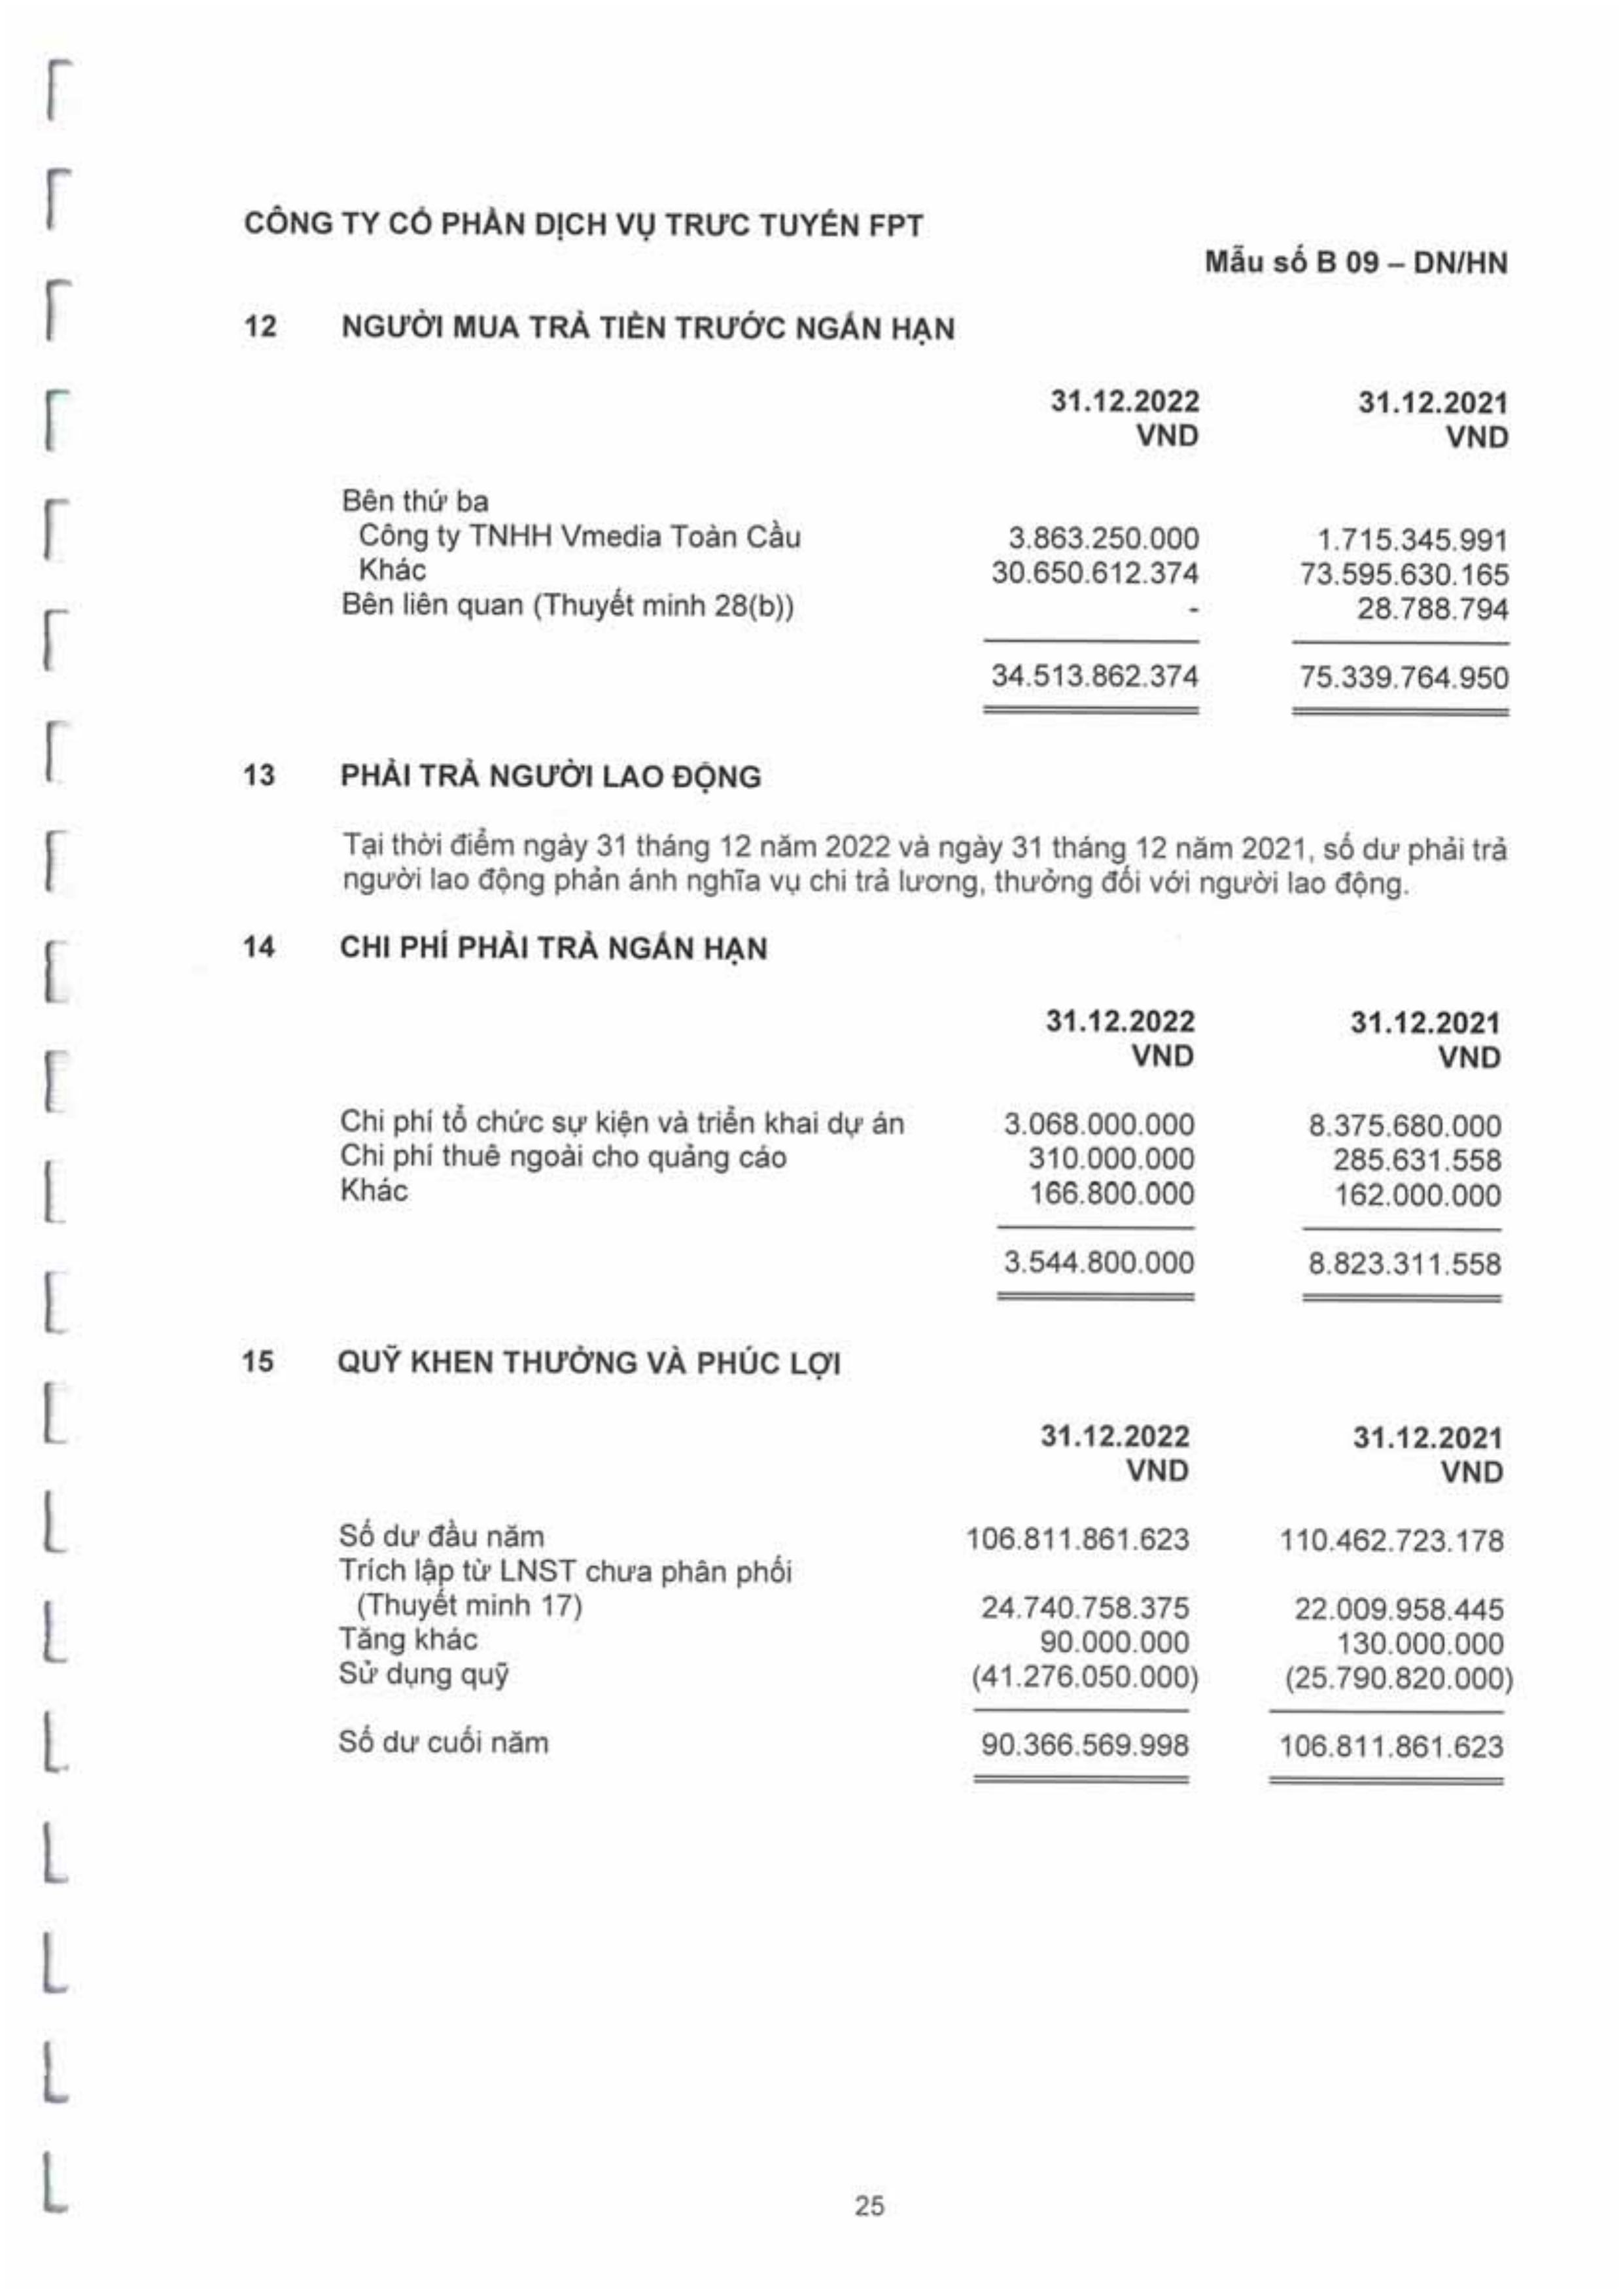 CÔNG TY CỔ PHẦN DỊCH VỤ TRỰC TUYẾN FPT
Mẫu số B 09 – DN/HN
12 NGƯỜI MUA TRẢ TIỀN TRƯỚC NGẮN HẠN
31.12.2022 31.12.2021
VND VND
Bên thứ ba
Công ty TNHH Vmedia Toàn Cầu 3.863.250.000 1.715.345.991
Khác 30.650.612.374 73.595.630.165
Bên liên quan (Thuyết minh 28(b)) - 28.788.794
34.513.862.374 75.339.764.950
13 PHẢI TRẢ NGƯỜI LAO ĐỘNG
Tại thời điểm ngày 31 tháng 12 năm 2022 và ngày 31 tháng 12 năm 2021, số dư phải trả
người lao động phản ánh nghĩa vụ chi trả lương, thưởng đối với người lao động.
14 CHI PHÍ PHẢI TRẢ NGẮN HẠN
31.12.2022 31.12.2021
VND VND
Chi phí tổ chức sự kiện và triển khai dự án 3.068.000.000 8.375.680.000
Chi phí thuê ngoài cho quảng cáo 310.000.000 285.631.558
Khác 166.800.000 162.000.000
3.544.800.000 8.823.311.558
15 QUỸ KHEN THƯỞNG VÀ PHÚC LỢI
31.12.2022 31.12.2021
VND VND
Số dư đầu năm 106.811.861.623 110.462.723.178
Trích lập từ LNST chưa phân phối
(Thuyết minh 17) 24.740.758.375 22.009.958.445
Tăng khác 90.000.000 130.000.000
Sử dụng quỹ (41.276.050.000) (25.790.820.000)
Số dư cuối năm 90.366.569.998 106.811.861.623
25